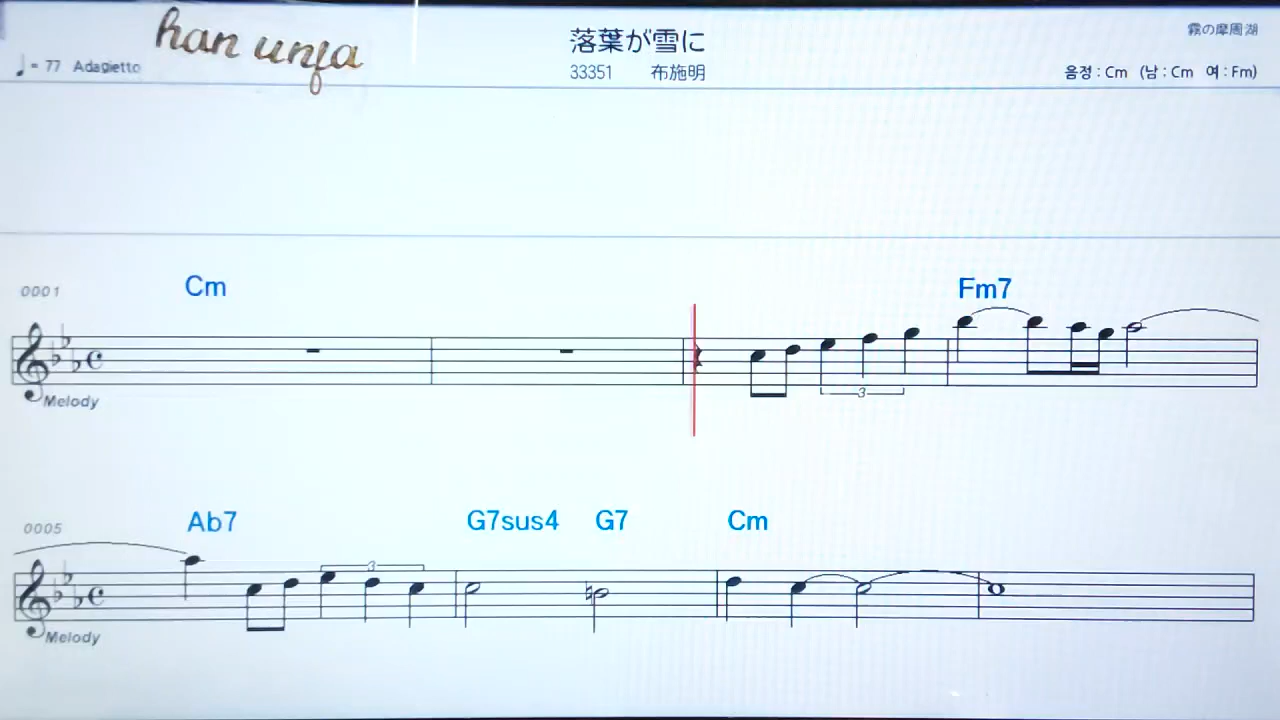 han unja
落葉が雪に
霧の摩周湖
♩= 77 Adagietto
33351 布施明
음정 : Cm (남 : Cm 여 : Fm)
0001 Cm Fm7
3
Melody
0005 Ab7 G7sus4 G7 Cm
3
Melody